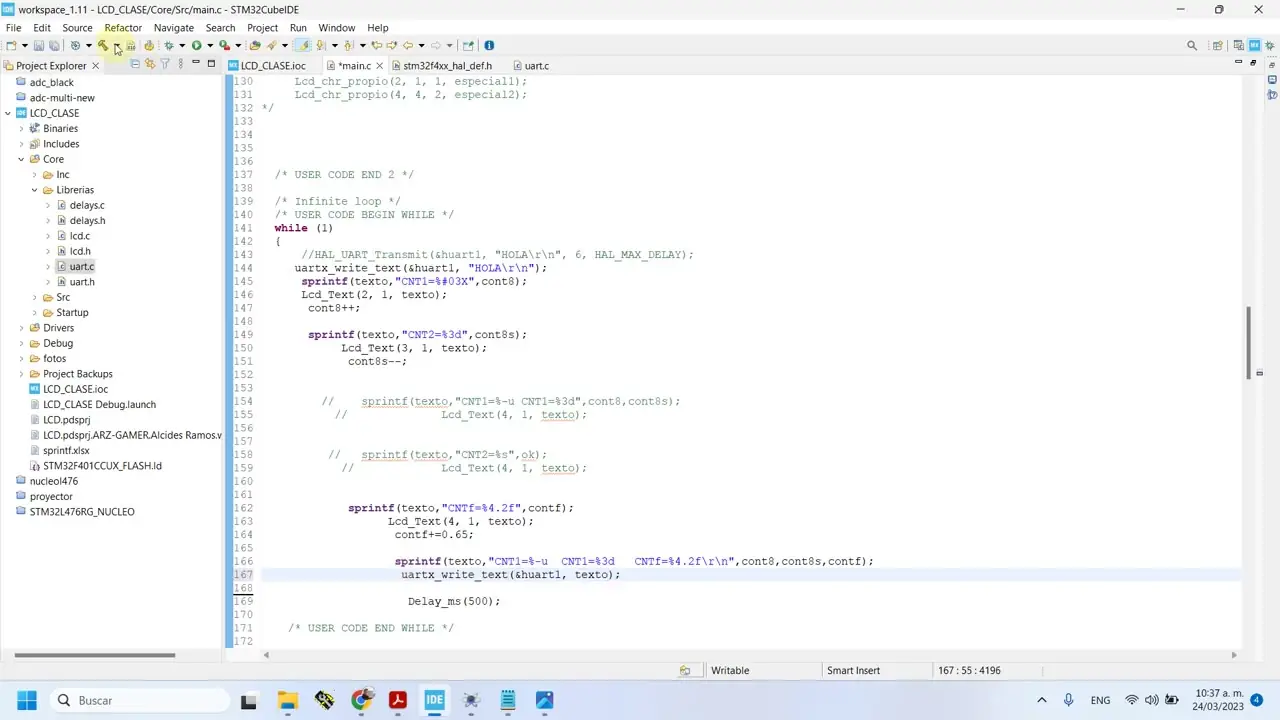 workspace_1.11 - LCD_CLASE/Core/Src/main.c - STM32CubeIDE
File Edit Source Refactor Navigate Search Project Run Window Help
Project Explorer
LCD_CLASE.ioc
*main.c
stm32f4xx_hal_def.h
uart.c
adc_black
adc-multi-new
LCD_CLASE
Binaries
Includes
Core
Inc
Librerias
delays.c
delays.h
lcd.c
lcd.h
uart.c
uart.h
Src
Startup
Drivers
Debug
fotos
Project Backups
LCD_CLASE.ioc
LCD_CLASE Debug.launch
LCD.pdsprj
LCD.pdsprj.ARZ-GAMER.Alcides Ramos.w
sprintf.xlsx
STM32F401CCUX_FLASH.ld
nucleol476
proyector
STM32L476RG_NUCLEO
130 Lcd_chr_propio(2, 1, 1, especial1);
131 Lcd_chr_propio(4, 4, 2, especial2);
132 */
133
134
135
136
137 /* USER CODE END 2 */
138
139 /* Infinite loop */
140 /* USER CODE BEGIN WHILE */
141 while (1)
142 {
143 //HAL_UART_Transmit(&huart1, "HOLA\r\n", 6, HAL_MAX_DELAY);
144 uartx_write_text(&huart1, "HOLA\r\n");
145 sprintf(texto,"CNT1=%#03X",cont8);
146 Lcd_Text(2, 1, texto);
147 cont8++;
148
149 sprintf(texto,"CNT2=%3d",cont8s);
150 Lcd_Text(3, 1, texto);
151 cont8s--;
152
153
154 // sprintf(texto,"CNT1=%-u CNT1=%3d",cont8,cont8s);
155 // Lcd_Text(4, 1, texto);
156
157
158 // sprintf(texto,"CNT2=%s",ok);
159 // Lcd_Text(4, 1, texto);
160
161
162 sprintf(texto,"CNTf=%4.2f",contf);
163 Lcd_Text(4, 1, texto);
164 contf+=0.65;
165
166 sprintf(texto,"CNT1=%-u CNT1=%3d CNTf=%4.2f\r\n",cont8,cont8s,contf);
167 uartx_write_text(&huart1, texto);
168
169 Delay_ms(500);
170
171 /* USER CODE END WHILE */
172
Writable
Smart Insert
167 : 55 : 4196
Buscar
IDE
ENG
10:37 a. m.
24/03/2023
4